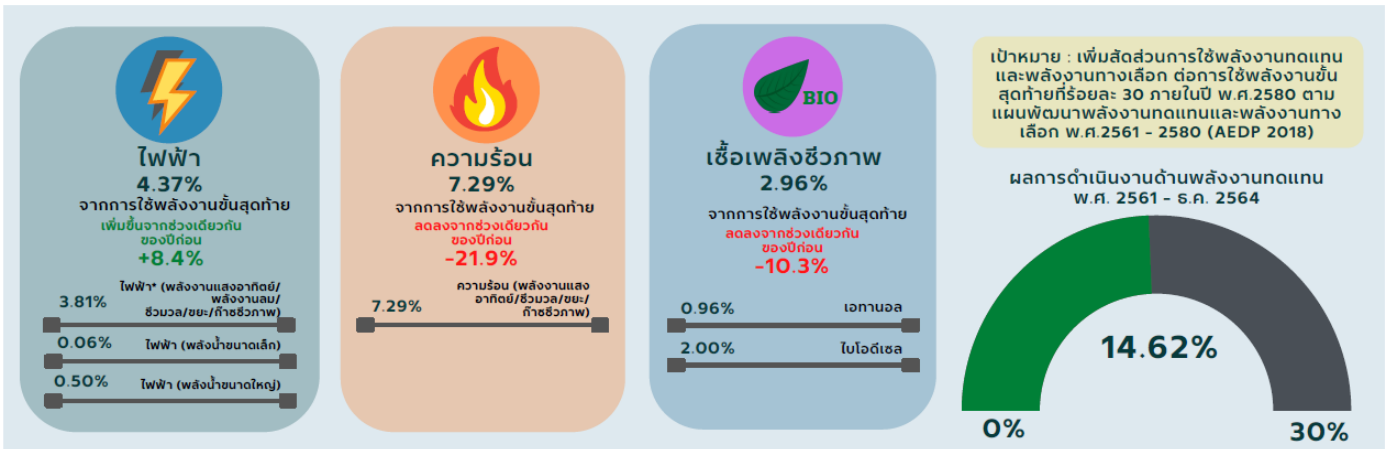 ไฟฟ้า
4.37%
จากการใช้พลังงานขั้นสุดท้าย
เพิ่มขึ้นจากช่วงเดียวกัน
ของปีก่อน
+8.4%
3.81%
ไฟฟ้า* (พลังงานแสงอาทิตย์/
พลังงานลม/
ชีวมวล/ขยะ/ก๊าซชีวภาพ)
0.06%
ไฟฟ้า (พลังน้ำขนาดเล็ก)
0.50%
ไฟฟ้า (พลังน้ำขนาดใหญ่)
ความร้อน
7.29%
จากการใช้พลังงานขั้นสุดท้าย
ลดลงจากช่วงเดียวกัน
ของปีก่อน
-21.9%
7.29%
ความร้อน (พลังงานแสง
อาทิตย์/ชีวมวล/ขยะ/
ก๊าซชีวภาพ)
BIO
เชื้อเพลิงชีวภาพ
2.96%
จากการใช้พลังงานขั้นสุดท้าย
ลดลงจากช่วงเดียวกัน
ของปีก่อน
-10.3%
0.96%
เอทานอล
2.00%
ไบโอดีเซล
เป้าหมาย : เพิ่มสัดส่วนการใช้พลังงานทดแทน
และพลังงานทางเลือก ต่อการใช้พลังงานขั้น
สุดท้ายที่ร้อยละ 30 ภายในปี พ.ศ.2580 ตาม
แผนพัฒนาพลังงานทดแทนและพลังงานทาง
เลือก พ.ศ.2561 - 2580 (AEDP 2018)
ผลการดำเนินงานด้านพลังงานทดแทน
พ.ศ. 2561 - ธ.ค. 2564
14.62%
0%
30%